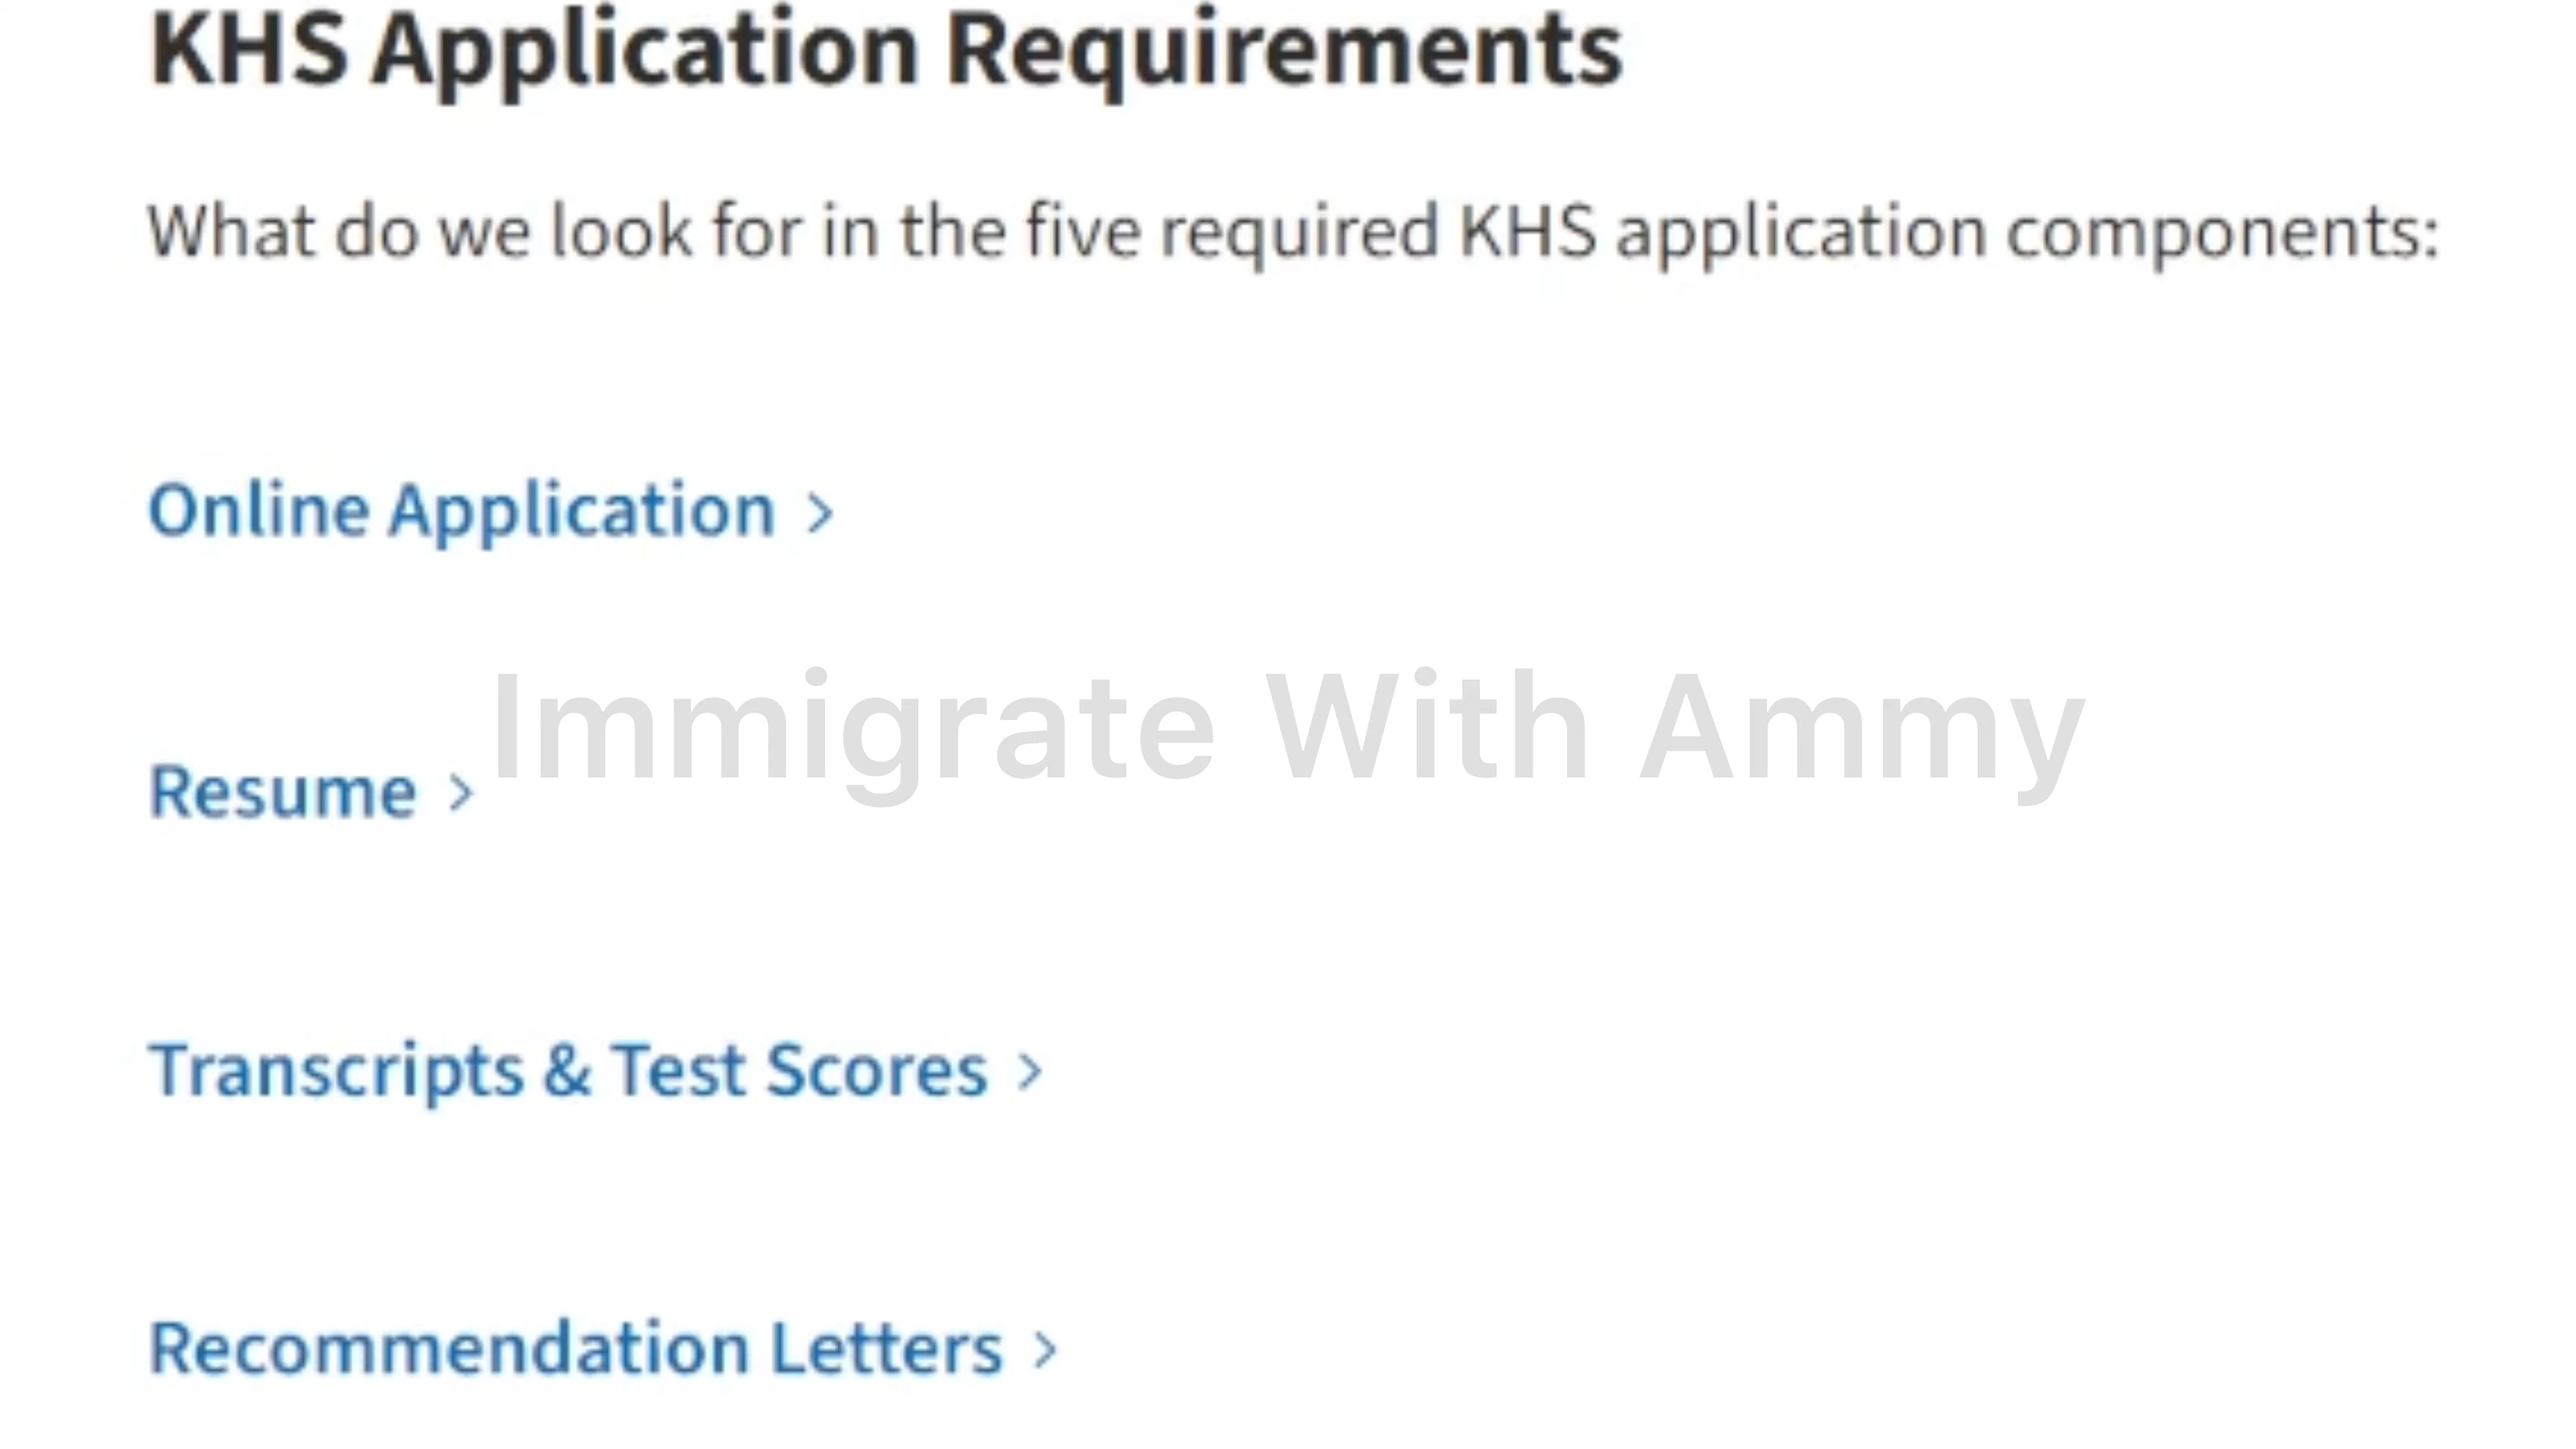 KHS Application Requirements
What do we look for in the five required KHS application components:
Online Application >
Immigrate With Ammy
Resume >
Transcripts & Test Scores >
Recommendation Letters >